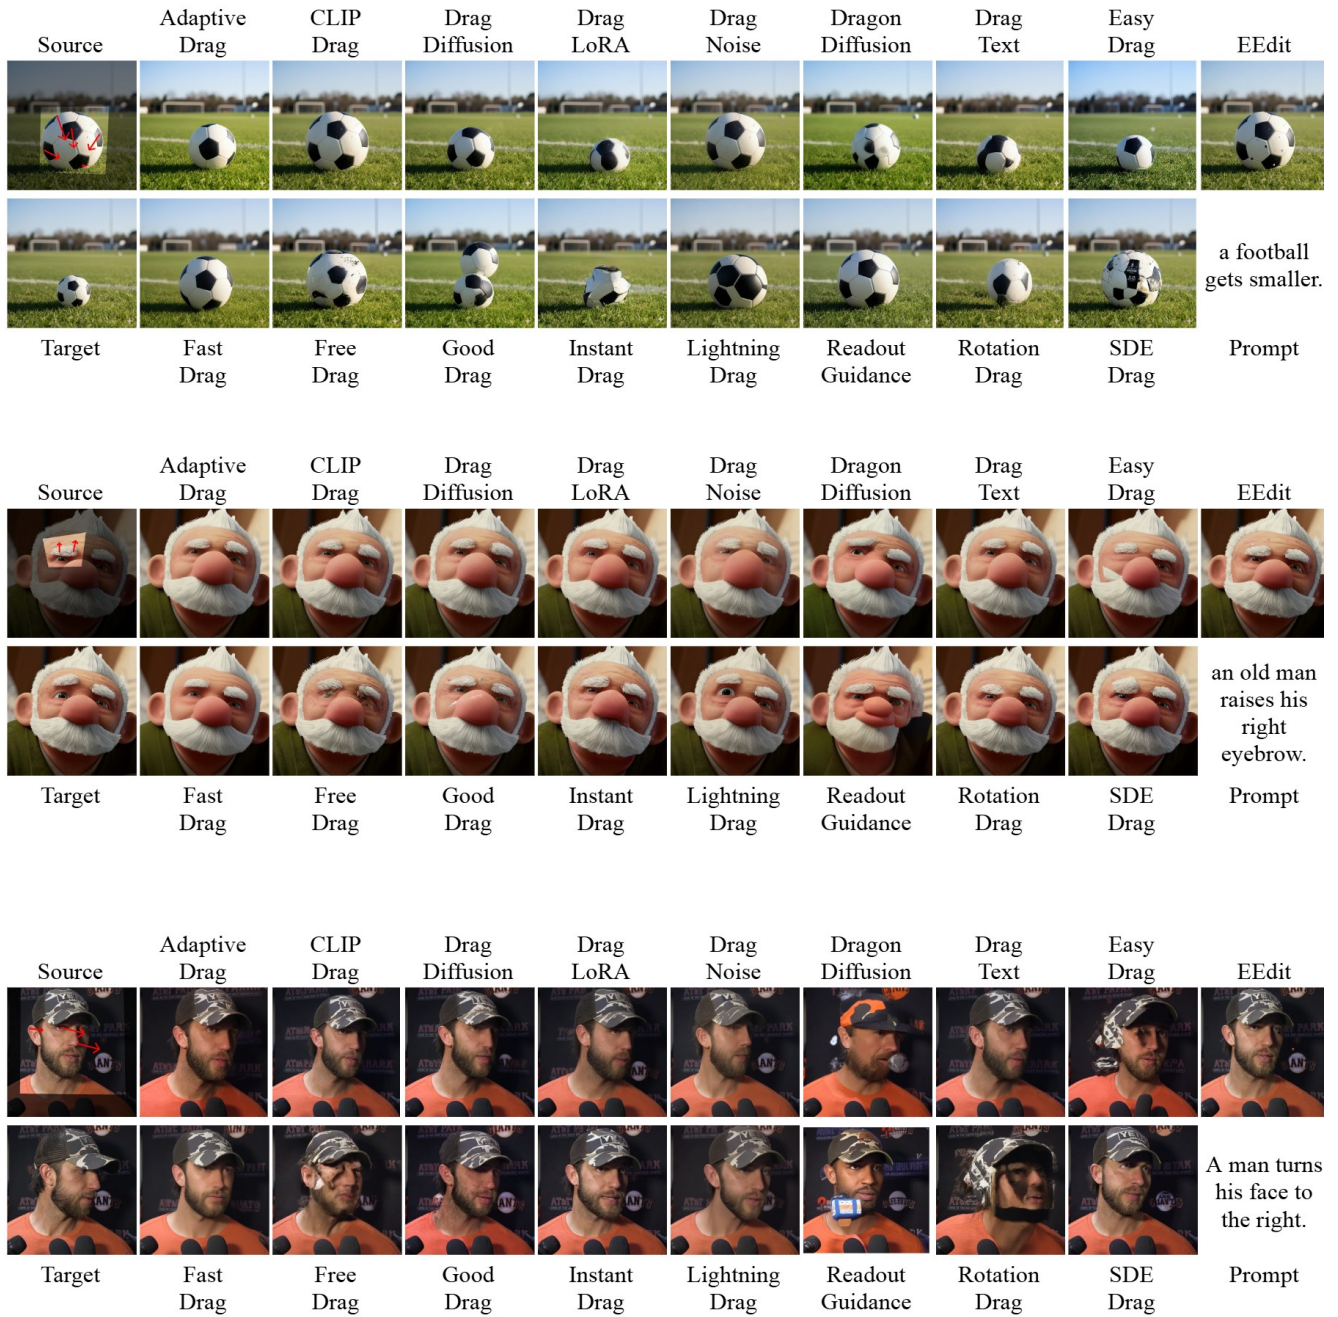 Source
Adaptive Drag
CLIP Drag
Drag Diffusion
Drag LoRA
Drag Noise
Dragon Diffusion
Drag Text
Easy Drag
EEdit
a football
gets smaller.
Target
Fast Drag
Free Drag
Good Drag
Instant Drag
Lightning Drag
Readout Guidance
Rotation Drag
SDE Drag
Prompt
Source
Adaptive Drag
CLIP Drag
Drag Diffusion
Drag LoRA
Drag Noise
Dragon Diffusion
Drag Text
Easy Drag
EEdit
an old man
raises his
right
eyebrow.
Target
Fast Drag
Free Drag
Good Drag
Instant Drag
Lightning Drag
Readout Guidance
Rotation Drag
SDE Drag
Prompt
Source
Adaptive Drag
CLIP Drag
Drag Diffusion
Drag LoRA
Drag Noise
Dragon Diffusion
Drag Text
Easy Drag
EEdit
A man turns
his face to
the right.
Target
Fast Drag
Free Drag
Good Drag
Instant Drag
Lightning Drag
Readout Guidance
Rotation Drag
SDE Drag
Prompt